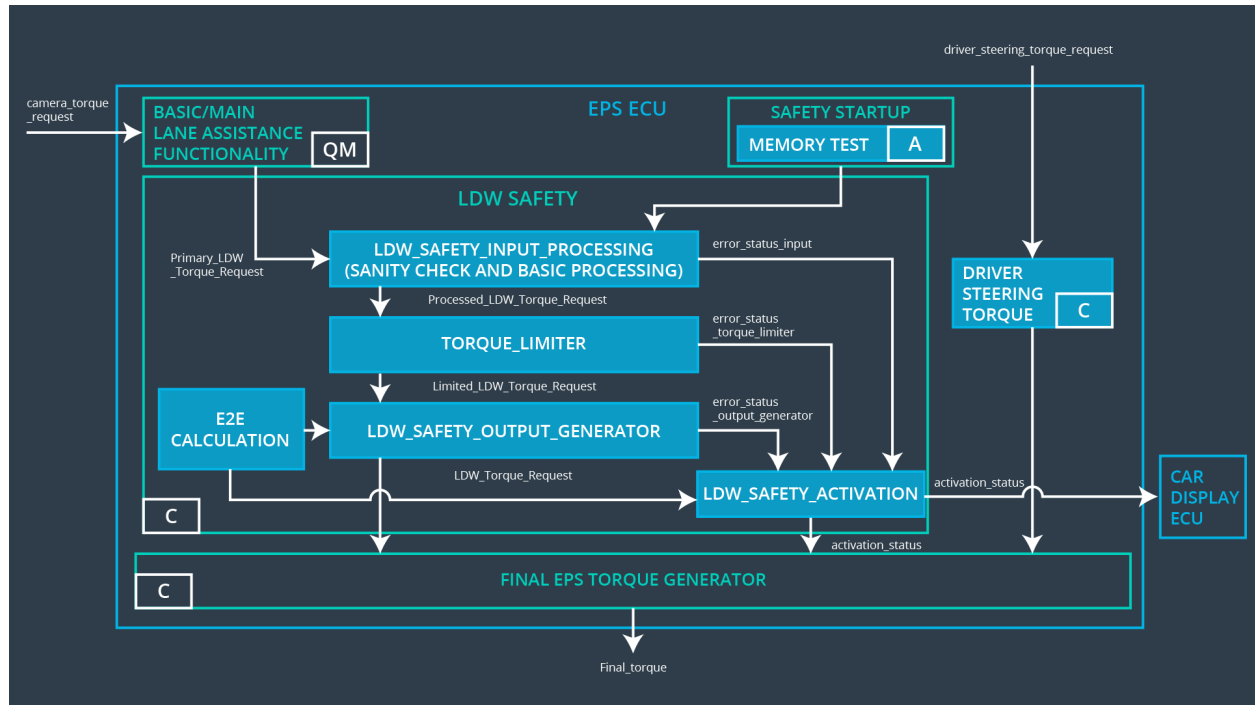 driver_steering_torque_request
camera_torque
_request
BASIC/MAIN
LANE ASSISTANCE
FUNCTIONALITY
QM
EPS ECU
SAFETY STARTUP
MEMORY TEST
A
LDW SAFETY
Primary_LDW
_Torque_Request
LDW_SAFETY_INPUT_PROCESSING
(SANITY CHECK AND BASIC PROCESSING)
error_status_input
DRIVER
STEERING
TORQUE
C
Processed_LDW_Torque_Request
TORQUE_LIMITER
error_status
_torque_limiter
Limited_LDW_Torque_Request
E2E
CALCULATION
LDW_SAFETY_OUTPUT_GENERATOR
error_status
_output_generator
LDW_Torque_Request
LDW_SAFETY_ACTIVATION
activation_status
CAR
DISPLAY
ECU
C
activation_status
FINAL EPS TORQUE GENERATOR
C
Final_torque